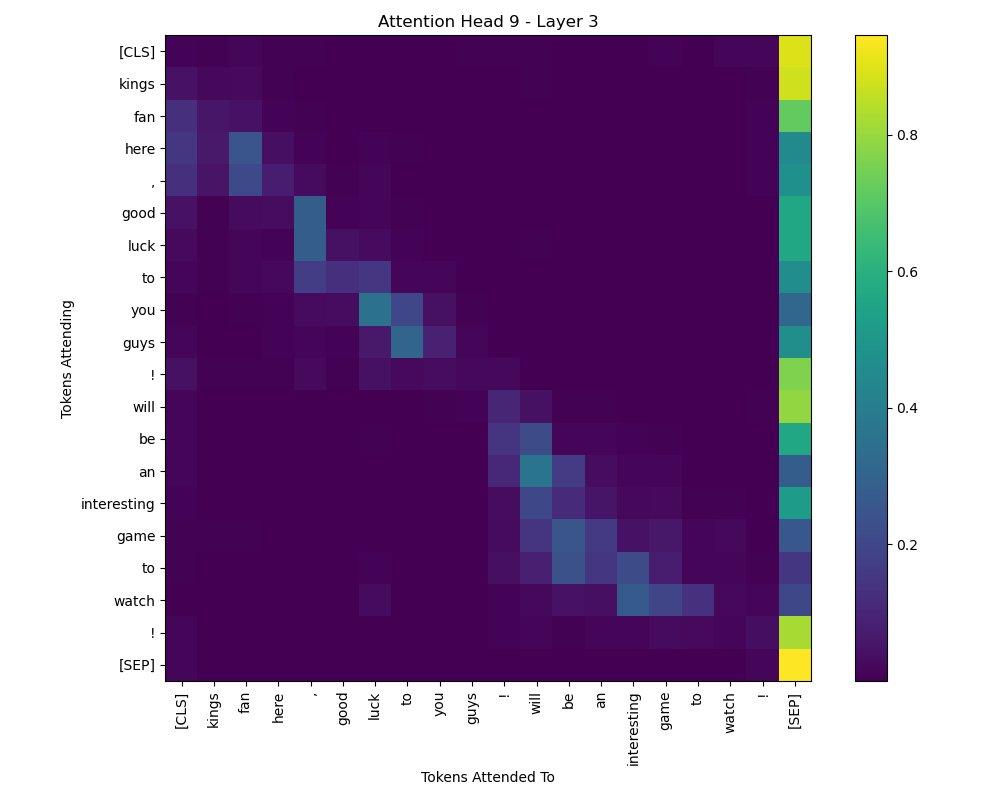 Attention Head 9 - Layer 3
[CLS]
kings
fan
here
,
good
luck
to
you
guys
!
will
be
an
interesting
game
to
watch
!
[SEP]
Tokens Attending
[CLS]
kings
fan
here
,
good
luck
to
you
guys
!
will
be
an
interesting
game
to
watch
!
[SEP]
Tokens Attended To
0.8
0.6
0.4
0.2